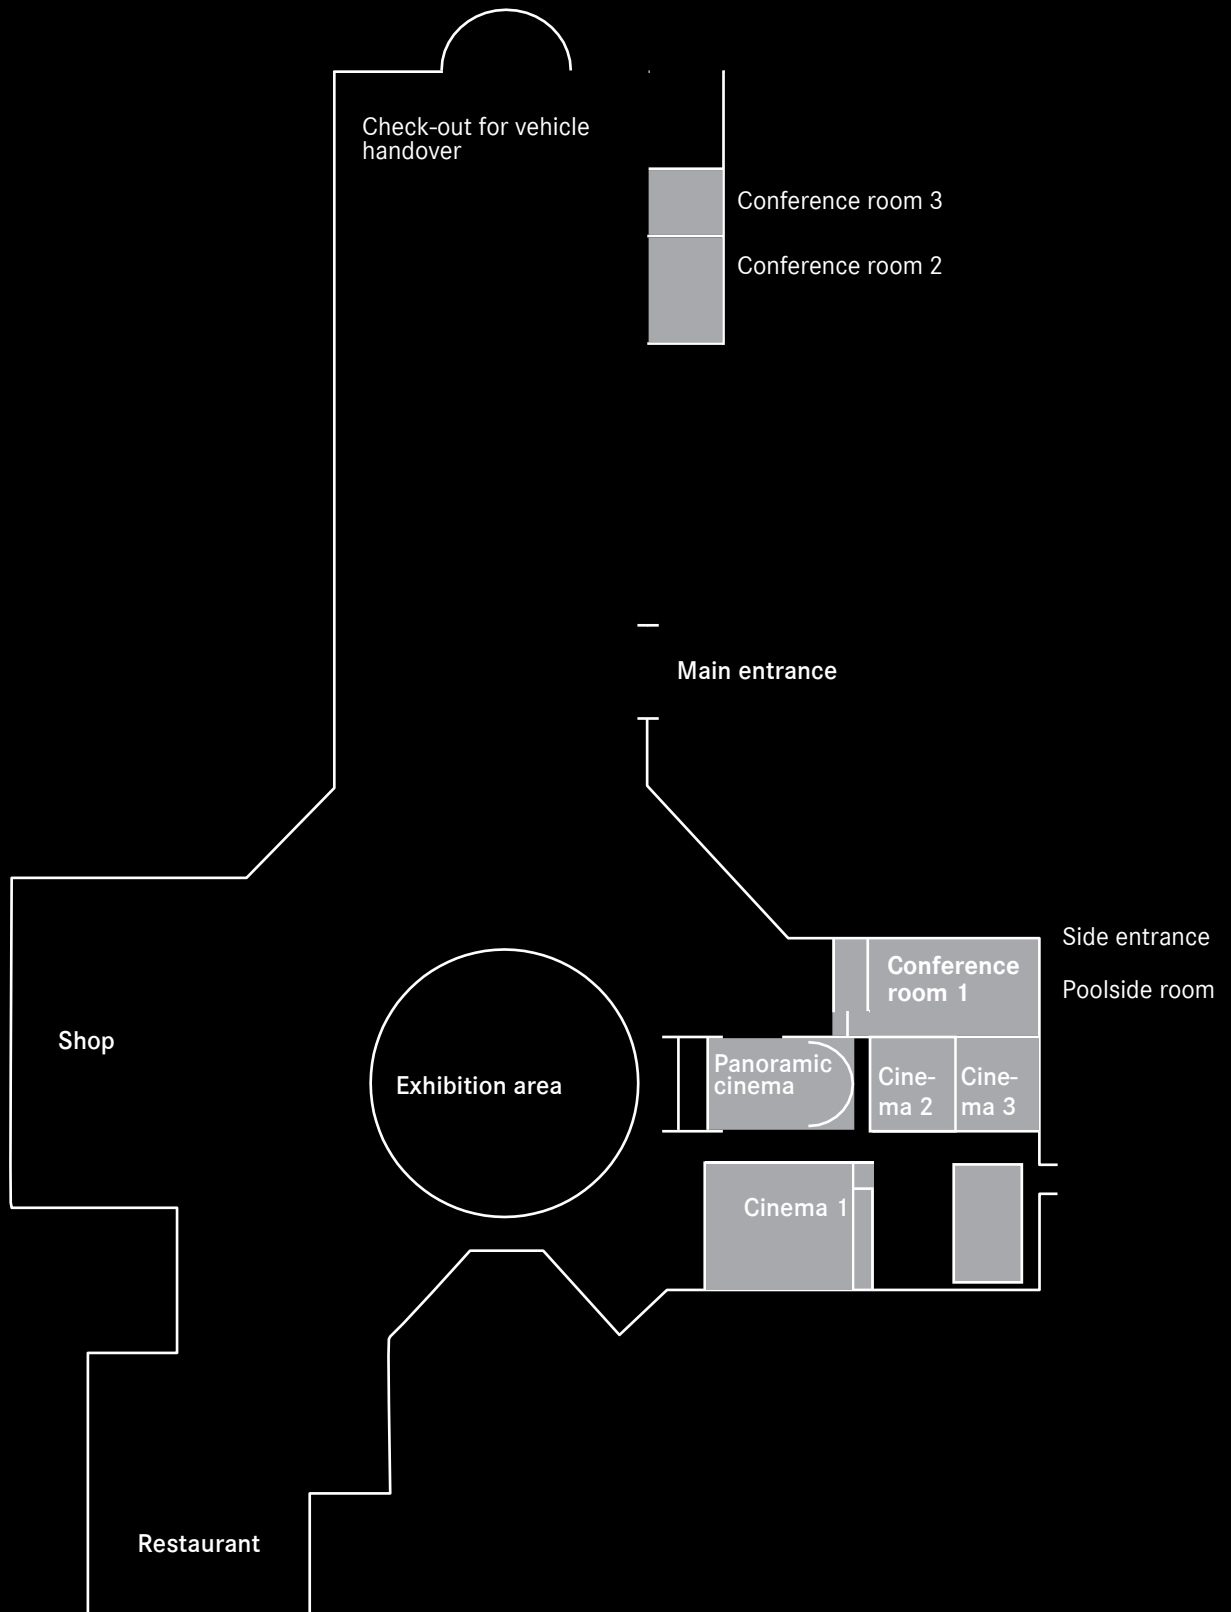 Check-out for vehicle
handover
Conference room 3
Conference room 2
Main entrance
Side entrance
Conference
room 1
Poolside room
Shop
Exhibition area
Panoramic
cinema
Cine-
ma 2
Cine-
ma 3
Cinema 1
Restaurant